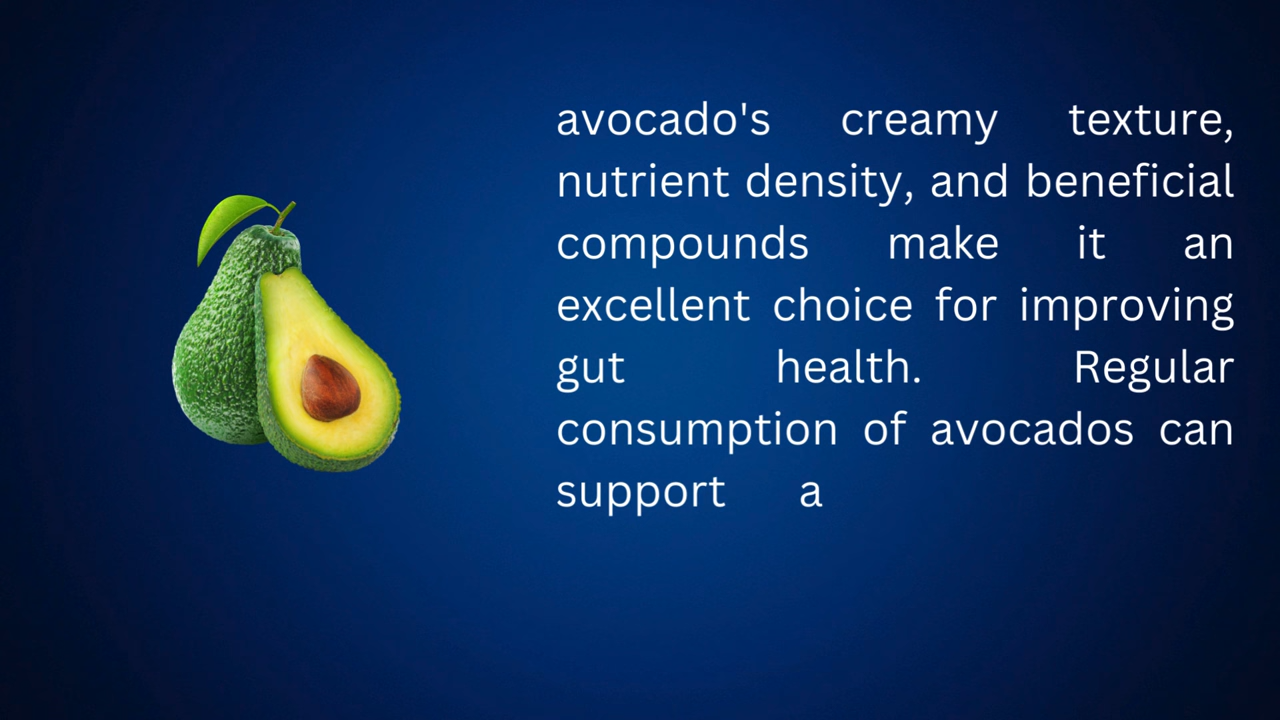 avocado's creamy texture,
nutrient density, and beneficial
compounds make it an
excellent choice for improving
gut health. Regular
consumption of avocados can
support a